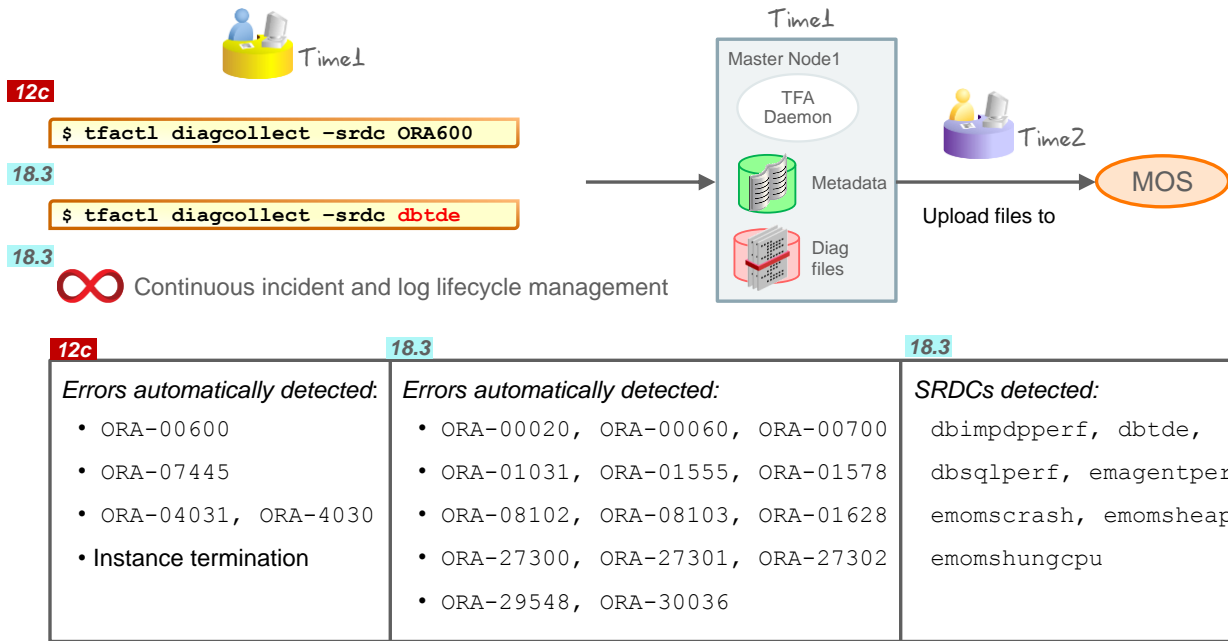 Time1
12c
$ tfactl diagcollect –srdc ORA600
18.3
$ tfactl diagcollect –srdc dbtde
18.3
Continuous incident and log lifecycle management
Time1
Master Node1
TFA
Daemon
Metadata
Diag
files
Time2
Upload files to
MOS
12c
Errors automatically detected:
• ORA-00600
• ORA-07445
• ORA-04031, ORA-4030
• Instance termination
18.3
Errors automatically detected:
• ORA-00020, ORA-00060, ORA-00700
• ORA-01031, ORA-01555, ORA-01578
• ORA-08102, ORA-08103, ORA-01628
• ORA-27300, ORA-27301, ORA-27302
• ORA-29548, ORA-30036
18.3
SRDCs detected:
dbimpdpperf, dbtde,
dbsqlperf, emagentper
emomscrash, emomsheap
emomshungcpu